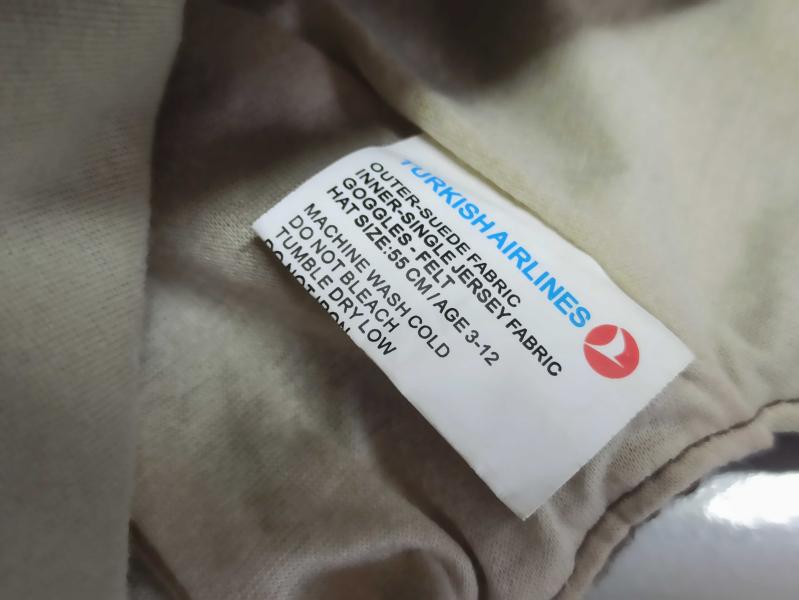 TURKISH AIRLINES
OUTER-SUEDE FABRIC
INNER-SINGLE JERSEY FABRIC
GOGGLES - FELT
HAT SIZE:55 CM / AGE 3-12
MACHINE WASH COLD
DO NOT BLEACH
TUMBLE DRY LOW
DO NOT IRON